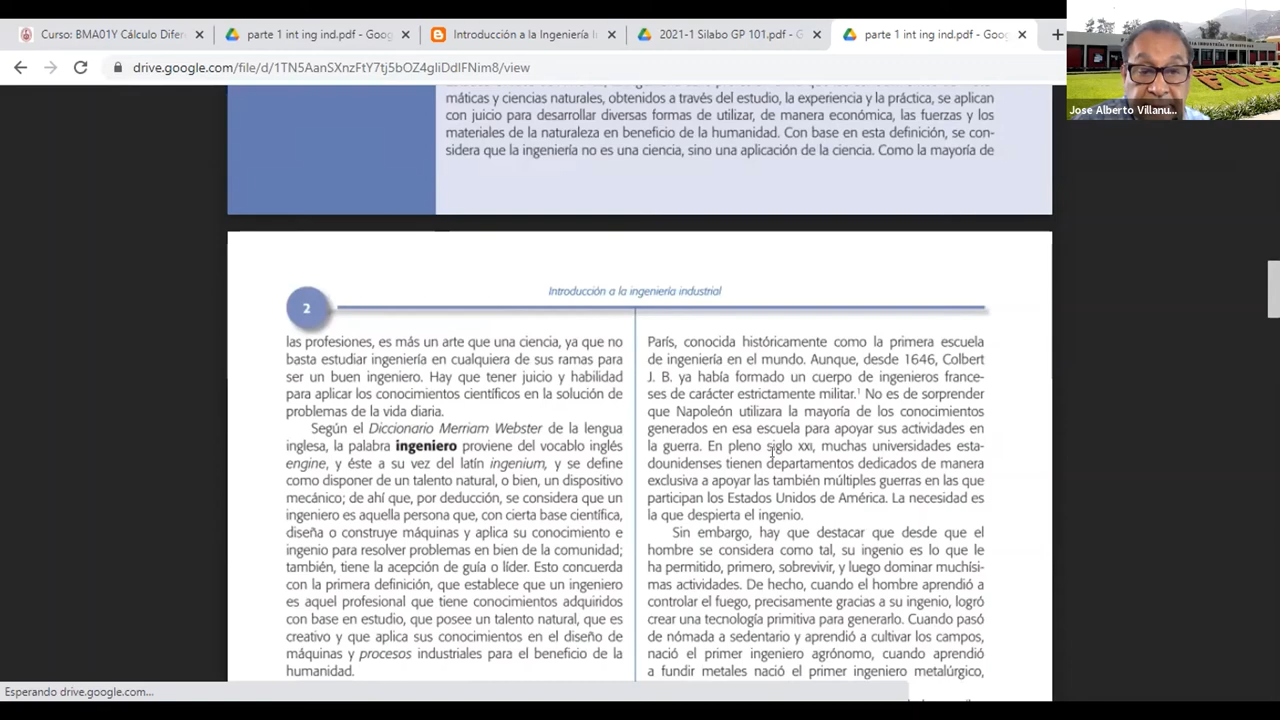 Curso: BMA01Y Cálculo Difer
parte 1 int ing ind.pdf - Goog
Introducción a la Ingeniería I
2021-1 Silabo GP 101.pdf - G
parte 1 int ing ind.pdf - Goog
drive.google.com/file/d/1TN5AanSXnzFtY7tj5bOZ4gIiDdIFNim8/view
Jose Alberto Villanu...
máticas y ciencias naturales, obtenidos a través del estudio, la experiencia y la práctica, se aplican
con juicio para desarrollar diversas formas de utilizar, de manera económica, las fuerzas y los
materiales de la naturaleza en beneficio de la humanidad. Con base en esta definición, se con-
sidera que la ingeniería no es una ciencia, sino una aplicación de la ciencia. Como la mayoría de
Introducción a la ingeniería industrial
2
las profesiones, es más un arte que una ciencia, ya que no
basta estudiar ingeniería en cualquiera de sus ramas para
ser un buen ingeniero. Hay que tener juicio y habilidad
para aplicar los conocimientos científicos en la solución de
problemas de la vida diaria.
Según el Diccionario Merriam Webster de la lengua
inglesa, la palabra ingeniero proviene del vocablo inglés
engine, y éste a su vez del latín ingenium, y se define
como disponer de un talento natural, o bien, un dispositivo
mecánico; de ahí que, por deducción, se considera que un
ingeniero es aquella persona que, con cierta base científica,
diseña o construye máquinas y aplica su conocimiento e
ingenio para resolver problemas en bien de la comunidad;
también, tiene la acepción de guía o líder. Esto concuerda
con la primera definición, que establece que un ingeniero
es aquel profesional que tiene conocimientos adquiridos
con base en estudio, que posee un talento natural, que es
creativo y que aplica sus conocimientos en el diseño de
máquinas y procesos industriales para el beneficio de la
humanidad.
París, conocida históricamente como la primera escuela
de ingeniería en el mundo. Aunque, desde 1646, Colbert
J. B. ya había formado un cuerpo de ingenieros france-
ses de carácter estrictamente militar.¹ No es de sorprender
que Napoleón utilizara la mayoría de los conocimientos
generados en esa escuela para apoyar sus actividades en
la guerra. En pleno siglo XXI, muchas universidades esta-
dounidenses tienen departamentos dedicados de manera
exclusiva a apoyar las también múltiples guerras en las que
participan los Estados Unidos de América. La necesidad es
la que despierta el ingenio.
Sin embargo, hay que destacar que desde que el
hombre se considera como tal, su ingenio es lo que le
ha permitido, primero, sobrevivir, y luego dominar muchísi-
mas actividades. De hecho, cuando el hombre aprendió a
controlar el fuego, precisamente gracias a su ingenio, logró
crear una tecnología primitiva para generarlo. Cuando pasó
de nómada a sedentario y aprendió a cultivar los campos,
nació el primer ingeniero agrónomo, cuando aprendió
a fundir metales nació el primer ingeniero metalúrgico,
Esperando drive.google.com...